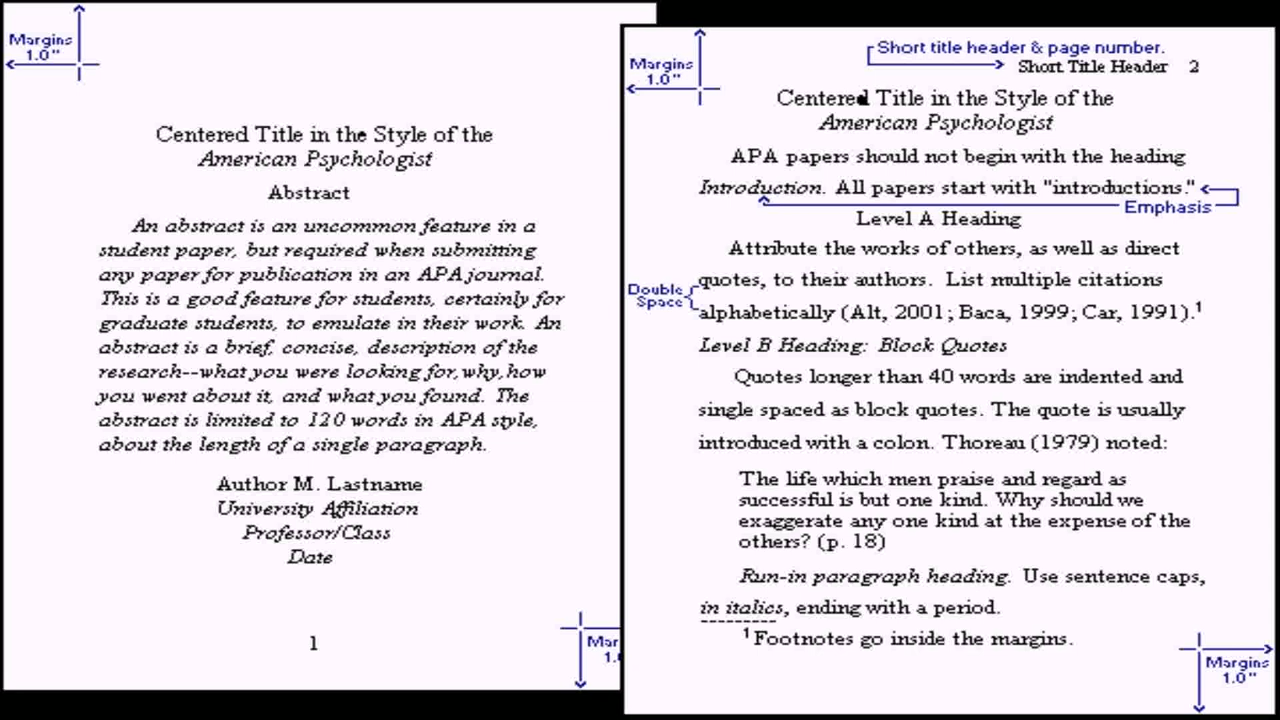 Margins
1.0"
Centered Title in the Style of the
American Psychologist
Abstract
An abstract is an uncommon feature in a
student paper, but required when submitting
any paper for publication in an APA journal.
This is a good feature for students, certainly for
graduate students, to emulate in their work. An
abstract is a brief, concise, description of the
research--what you were looking for,why,how
you went about it, and what you found. The
abstract is limited to 120 words in APA style,
about the length of a single paragraph.
Author M. Lastname
University Affiliation
Professor/Class
Date
1
Mar
1.
Margins
1.0"
Short title header & page number.
Short Title Header 2
Centered Title in the Style of the
American Psychologist
APA papers should not begin with the heading
Introduction. All papers start with "introductions."
Emphasis
Level A Heading
Attribute the works of others, as well as direct
quotes, to their authors. List multiple citations
Double
Space
alphabetically (Alt, 2001; Baca, 1999; Car, 1991).1
Level B Heading: Block Quotes
Quotes longer than 40 words are indented and
single spaced as block quotes. The quote is usually
introduced with a colon. Thoreau (1979) noted:
The life which men praise and regard as
successful is but one kind. Why should we
exaggerate any one kind at the expense of the
others? (p. 18)
Run-in paragraph heading. Use sentence caps,
in italics, ending with a period.
1Footnotes go inside the margins.
Margins
1.0"